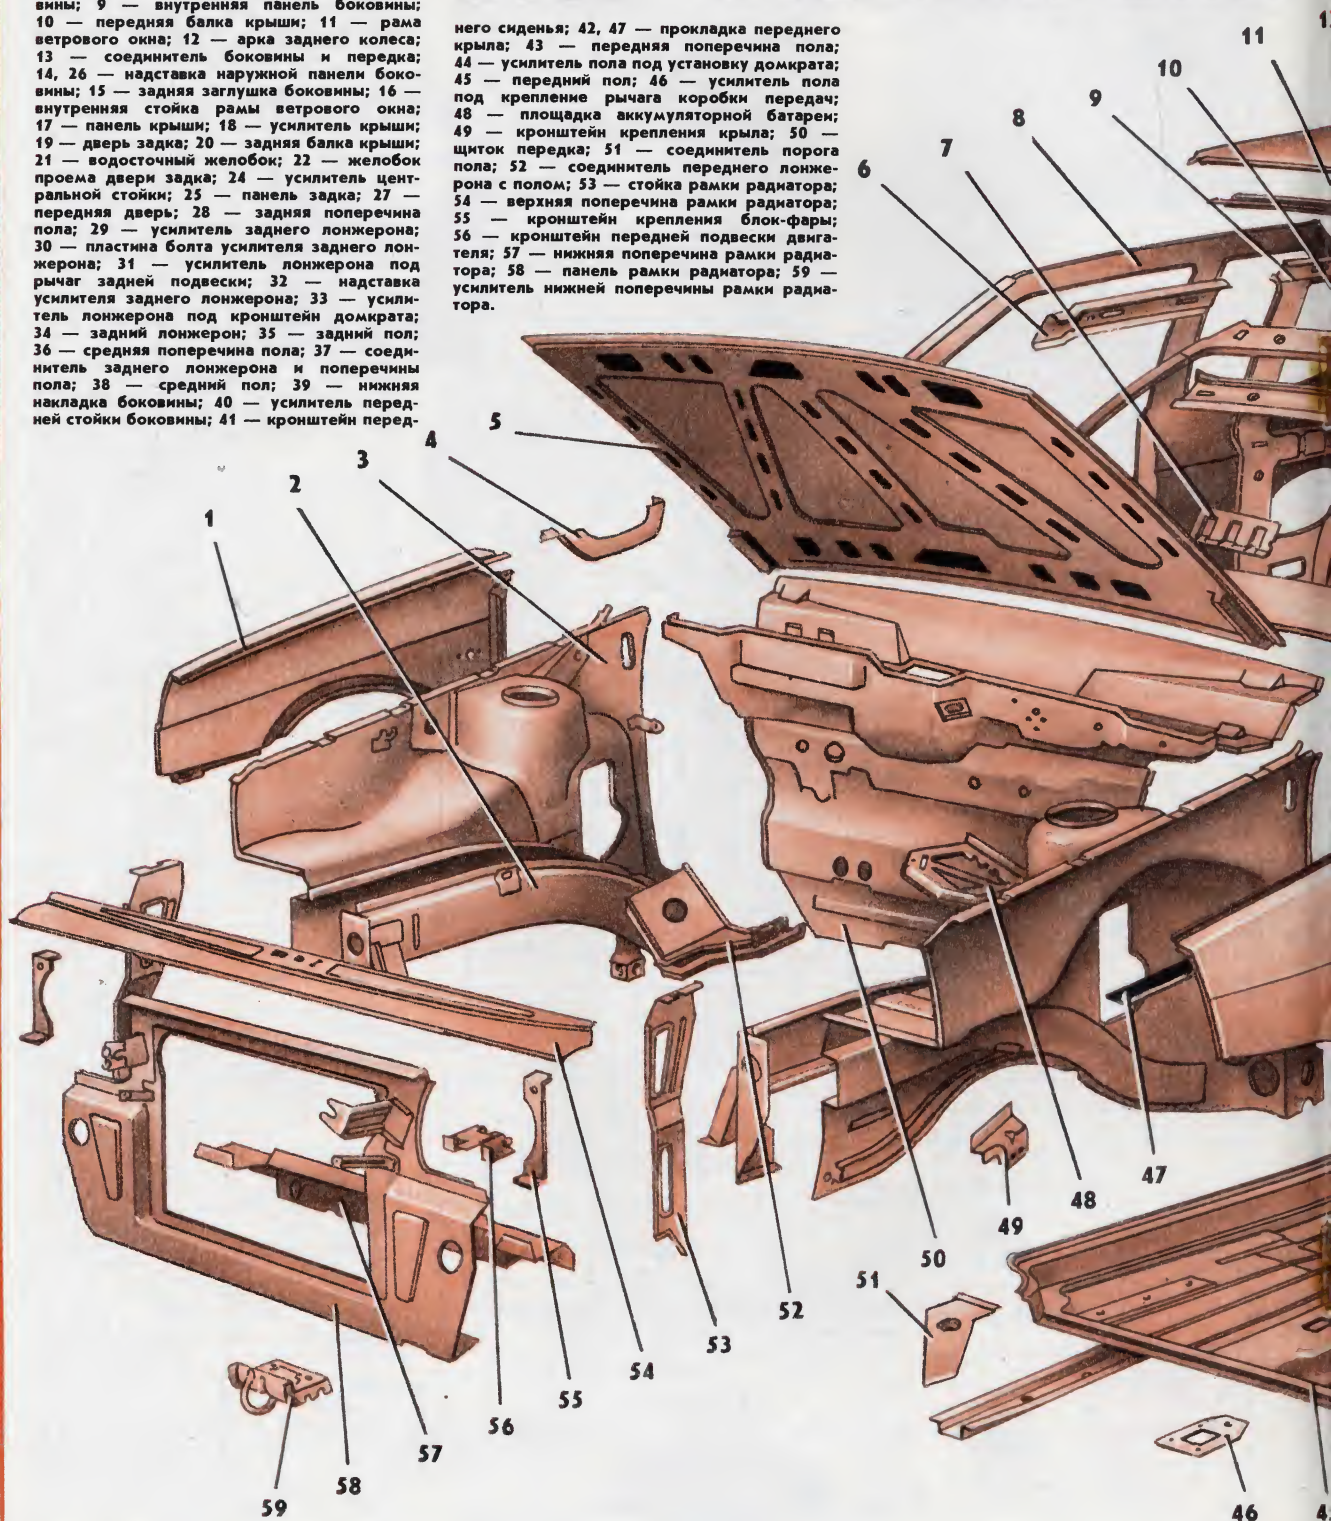 вины; 9 — внутренняя панель боковины;
10 — передняя балка крыши; 11 — рама
ветрового окна; 12 — арка заднего колеса;
13 — соединитель боковины и передка;
14, 26 — надставка наружной панели боко-
вины; 15 — задняя заглушка боковины; 16 —
внутренняя стойка рамы ветрового окна;
17 — панель крыши; 18 — усилитель крыши;
19 — дверь задка; 20 — задняя балка крыши;
21 — водосточный желобок; 22 — желобок
проема двери задка; 24 — усилитель цент-
ральной стойки; 25 — панель задка; 27 —
передняя дверь; 28 — задняя поперечина
пола; 29 — усилитель заднего лонжерона;
30 — пластина болта усилителя заднего лон-
жерона; 31 — усилитель лонжерона под
рычаг задней подвески; 32 — надставка
усилителя заднего лонжерона; 33 — усили-
тель лонжерона под кронштейн домкрата;
34 — задний лонжерон; 35 — задний пол;
36 — средняя поперечина пола; 37 — соеди-
нитель заднего лонжерона и поперечины
пола; 38 — средний пол; 39 — нижняя
накладка боковины; 40 — усилитель перед-
ней стойки боковины; 41 — кронштейн перед-
него сиденья; 42, 47 — прокладка переднего
крыла; 43 — передняя поперечина пола;
44 — усилитель пола под установку домкрата;
45 — передний пол; 46 — усилитель пола
под крепление рычага коробки передач;
48 — площадка аккумуляторной батареи;
49 — кронштейн крепления крыла; 50 —
щиток передка; 51 — соединитель порога
пола; 52 — соединитель переднего лонже-
рона с полом; 53 — стойка рамки радиатора;
54 — верхняя поперечина рамки радиатора;
55 — кронштейн крепления блок-фары;
56 — кронштейн передней подвески двига-
теля; 57 — нижняя поперечина рамки радиа-
тора; 58 — панель рамки радиатора; 59 —
усилитель нижней поперечины рамки радиа-
тора.
11
10
9
8
7
6
5
4
3
2
1
47
48
49
50
51
52
53
54
55
56
57
58
59
46